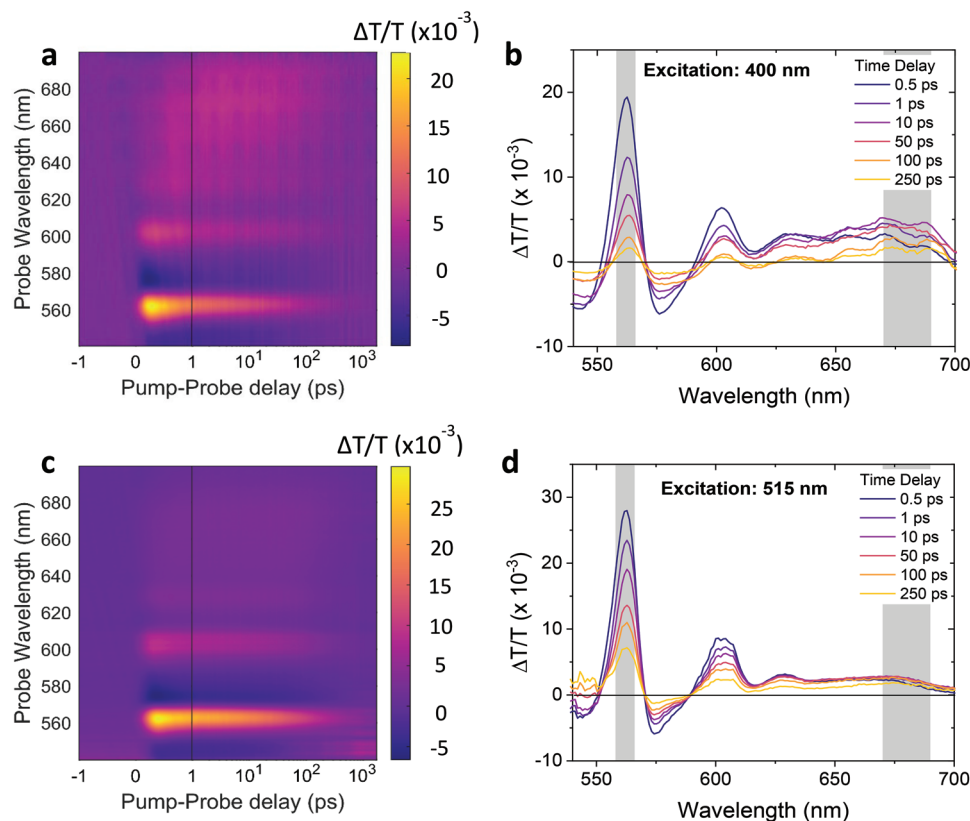 a
ΔT/T (x10⁻³)
Probe Wavelength (nm)
680
660
640
620
600
580
560
-1
0
1
10¹
10²
10³
Pump-Probe delay (ps)
20
15
10
5
0
-5
b
Excitation: 400 nm
Time Delay
0.5 ps
1 ps
10 ps
50 ps
100 ps
250 ps
ΔT/T (x 10⁻³)
20
10
0
-10
550
600
650
700
Wavelength (nm)
c
ΔT/T (x10⁻³)
Probe Wavelength (nm)
680
660
640
620
600
580
560
-1
0
1
10¹
10²
10³
Pump-Probe delay (ps)
25
20
15
10
5
0
-5
d
Excitation: 515 nm
Time Delay
0.5 ps
1 ps
10 ps
50 ps
100 ps
250 ps
ΔT/T (x 10⁻³)
30
20
10
0
-10
550
600
650
700
Wavelength (nm)